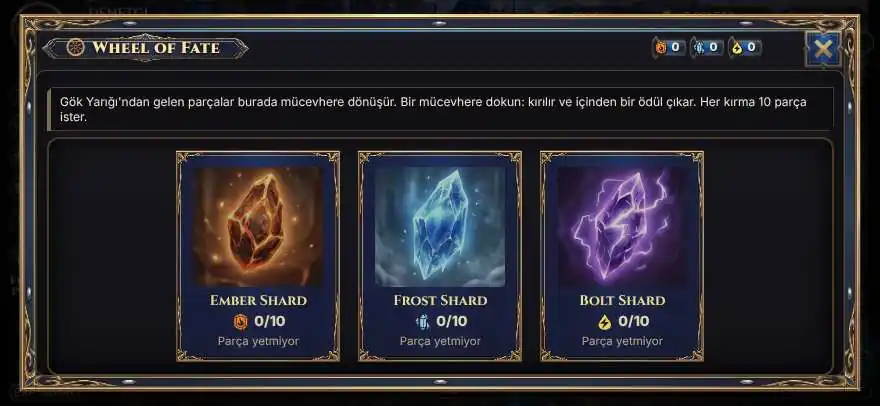 WHEEL OF FATE
0 0 0
Gök Yarığı'ndan gelen parçalar burada mücevhere dönüşür. Bir mücevhere dokun: kırılır ve içinden bir ödül çıkar. Her kırma 10 parça
ister.
EMBER SHARD FROST SHARD BOLT SHARD
0/10 0/10 0/10
Parça yetmiyor Parça yetmiyor Parça yetmiyor